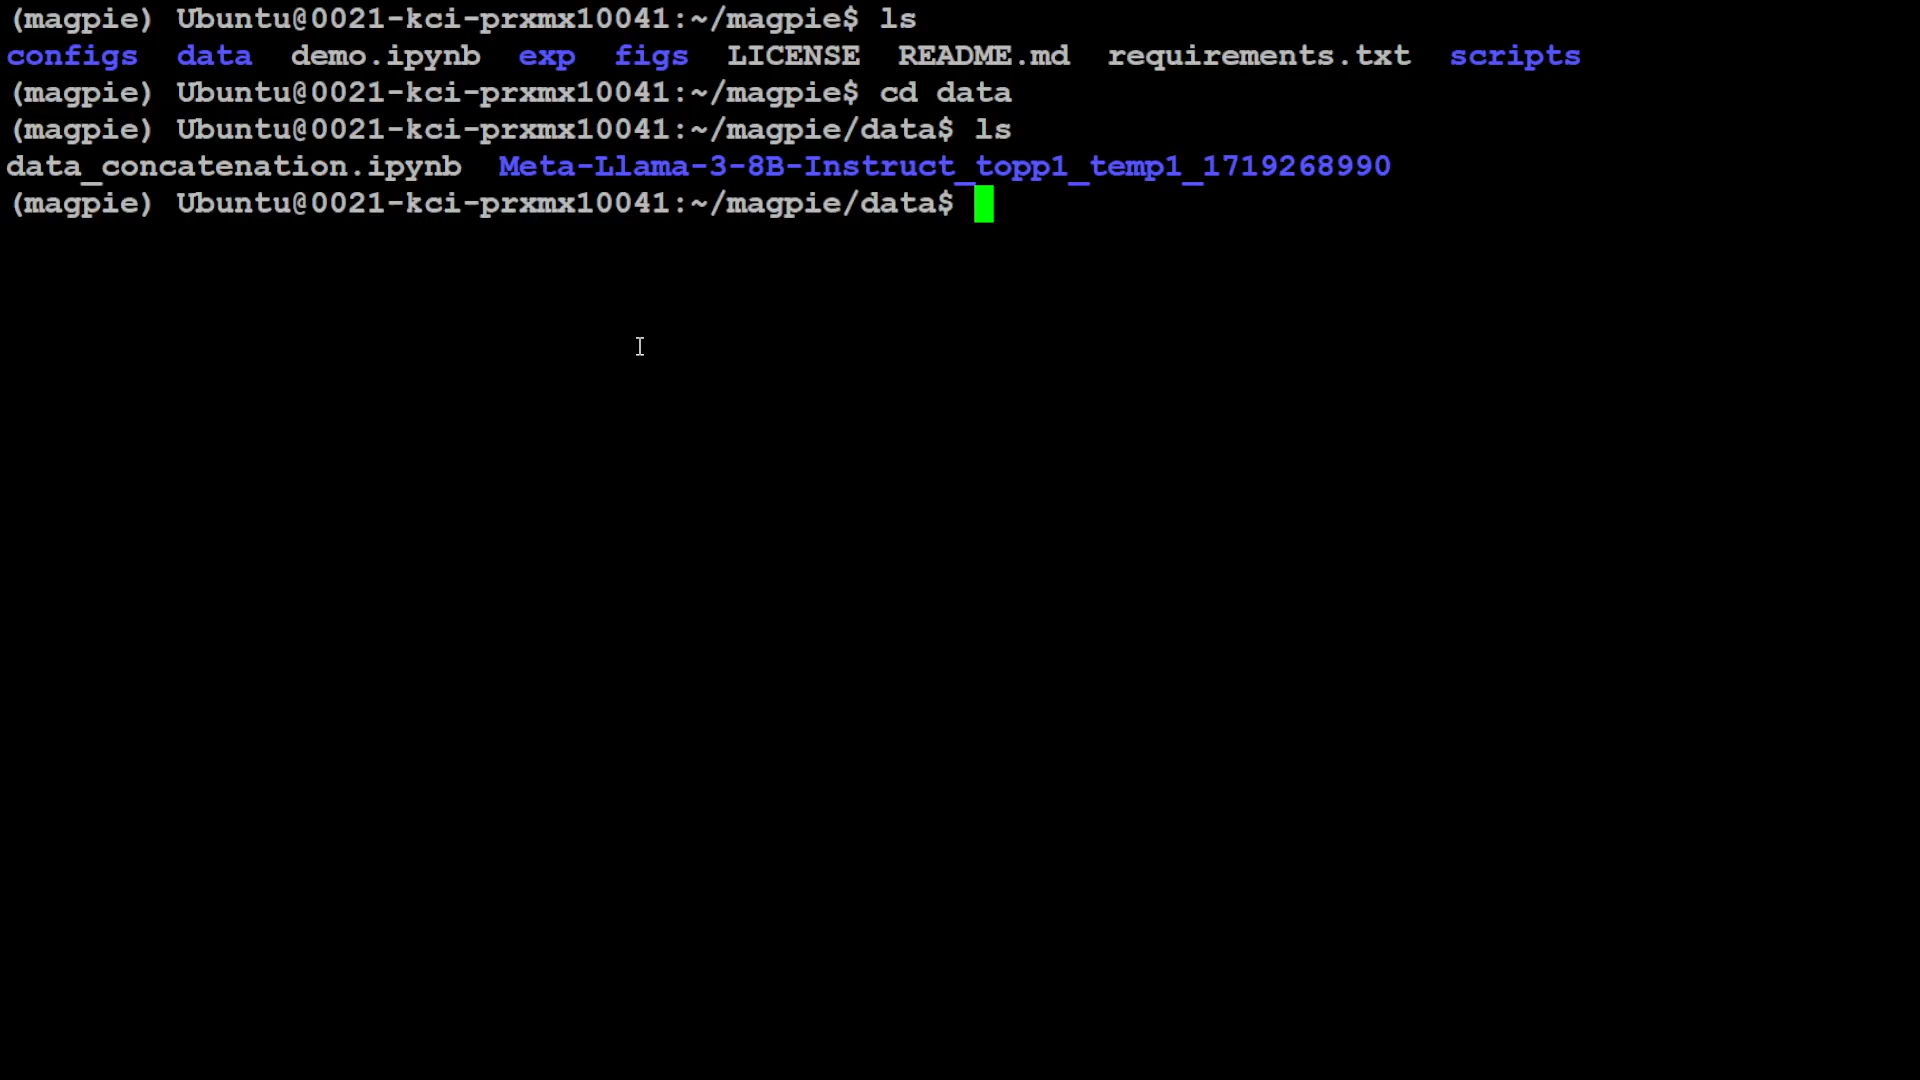 (magpie) Ubuntu@0021-kci-prxmx10041:~/magpie$ ls
configs data demo.ipynb exp figs LICENSE README.md requirements.txt scripts
(magpie) Ubuntu@0021-kci-prxmx10041:~/magpie$ cd data
(magpie) Ubuntu@0021-kci-prxmx10041:~/magpie/data$ ls
data_concatenation.ipynb Meta-Llama-3-8B-Instruct_topp1_temp1_1719268990
(magpie) Ubuntu@0021-kci-prxmx10041:~/magpie/data$